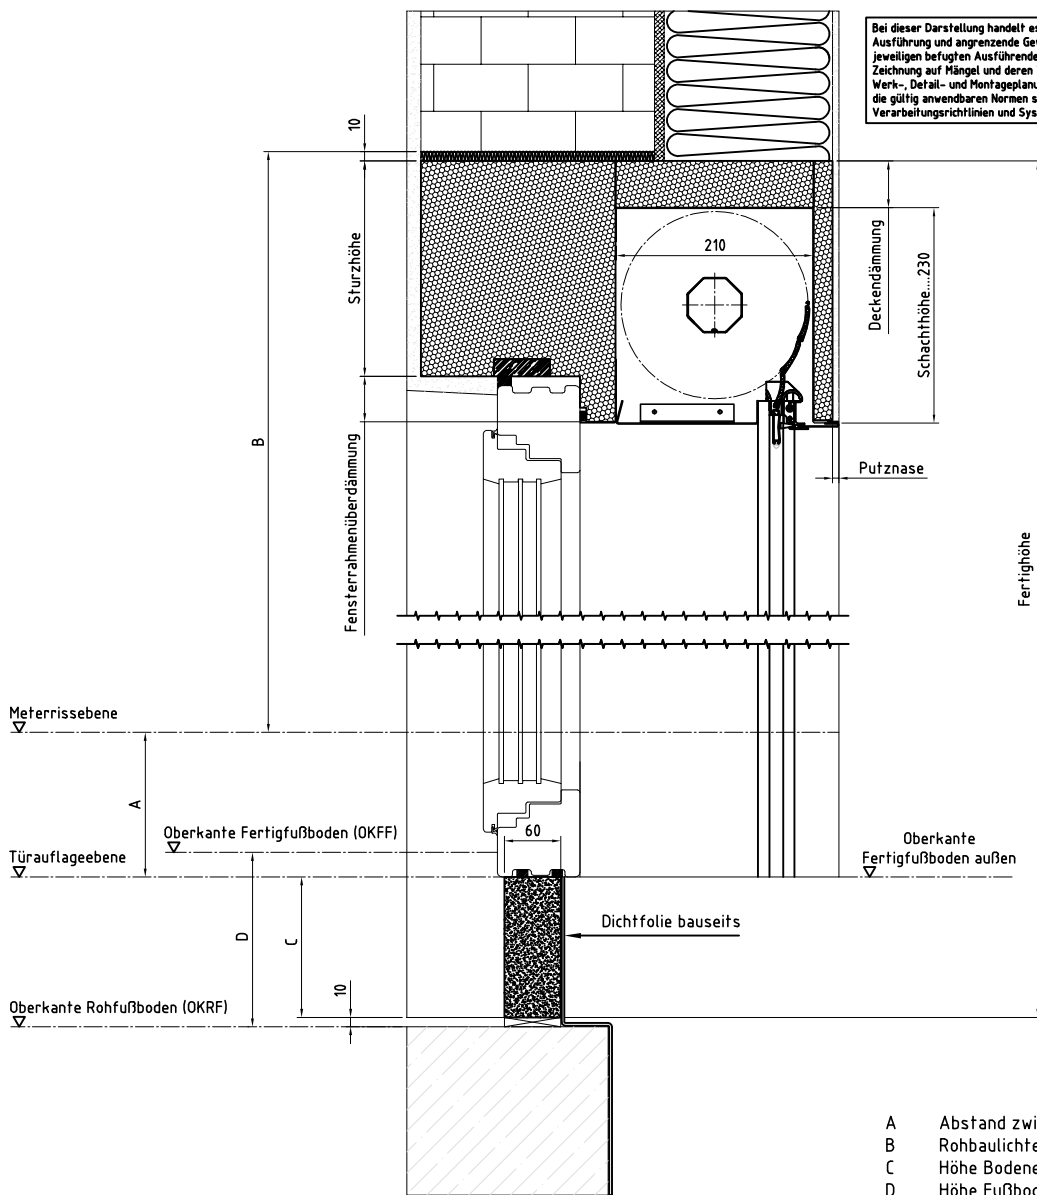 Bei dieser Darstellung handelt es
Ausführung und angrenzende Ge
jeweiligen befugten Ausführende
Zeichnung auf Mängel und deren
Werk-, Detail- und Montageplanu
die gültig anwendbaren Normen s
Verarbeitungsrichtlinien und Sys
10
Sturzhöhe
210
Deckendämmung
Schachthöhe....230
B
Fensterrahmenüberdämmung
Putznase
Fertighöhe
Meterrissebene
A
Oberkante Fertigfußboden (OKFF)
60
Türauflageebene
Oberkante
Fertigfußboden außen
D
C
Dichtfolie bauseits
10
Oberkante Rohfußboden (OKRF)
A Abstand zwi
B Rohbaulichte
C Höhe Bodene
D Höhe Fußbod